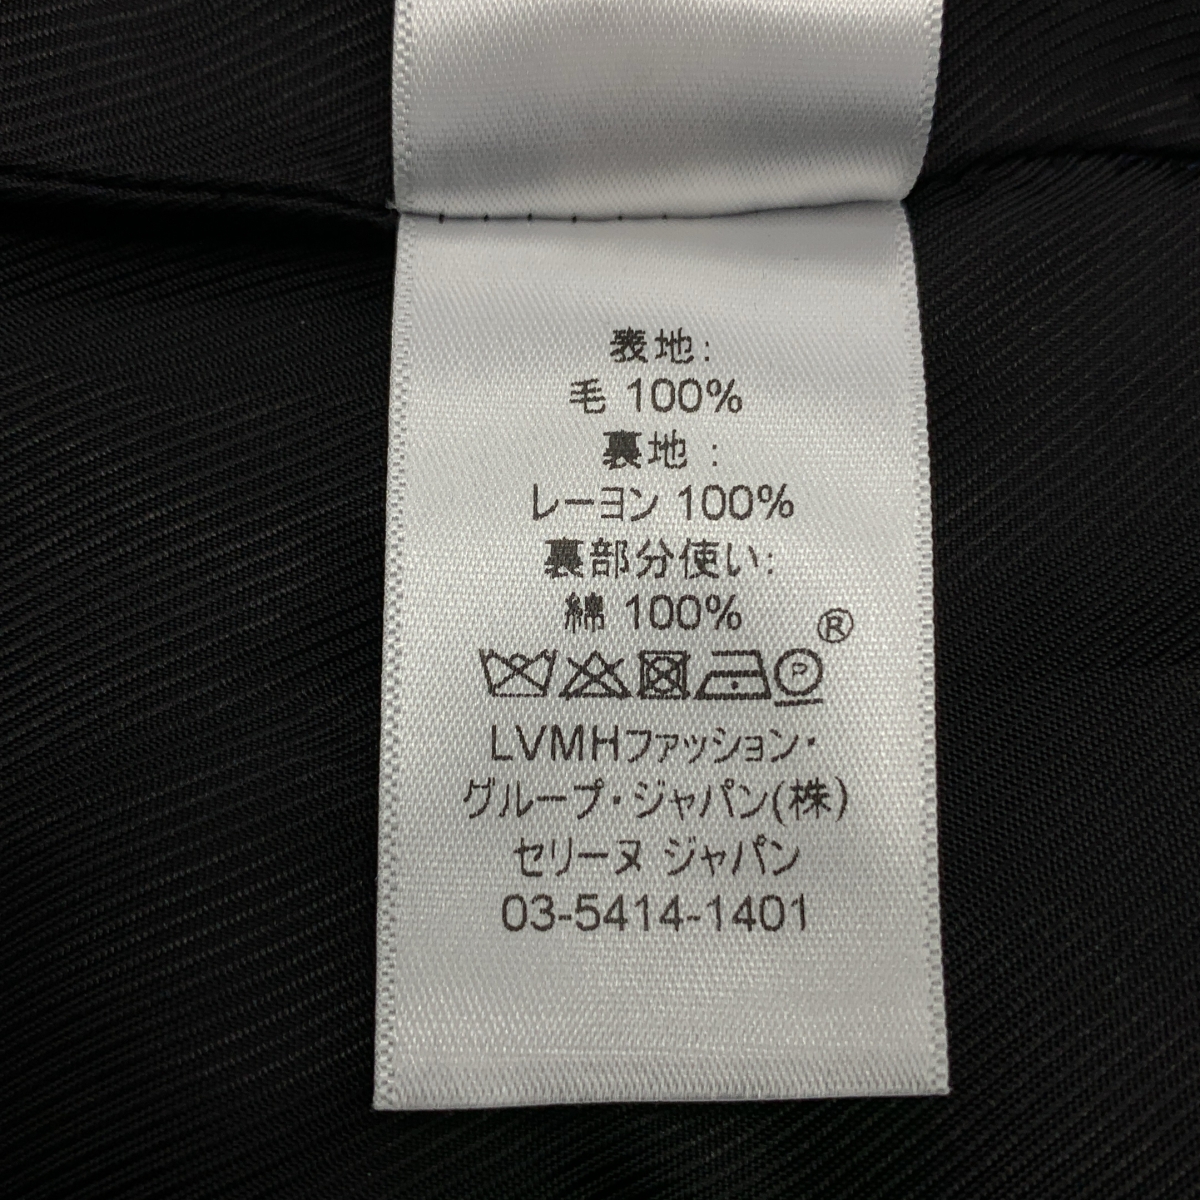 表地:
毛 100%
裏地 :
レーヨン 100%
裏部分使い:
綿 100%
®
P
LVMHファッション・
グループ・ジャパン(株)
セリーヌ ジャパン
03-5414-1401